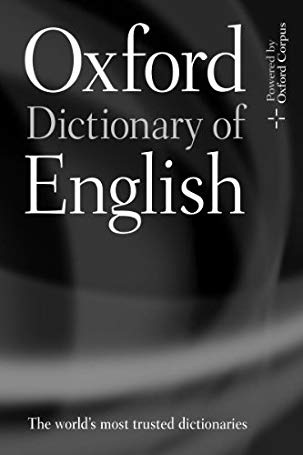 Oxford
Dictionary of
English
Powered by
Oxford Corpus
The world's most trusted dictionaries